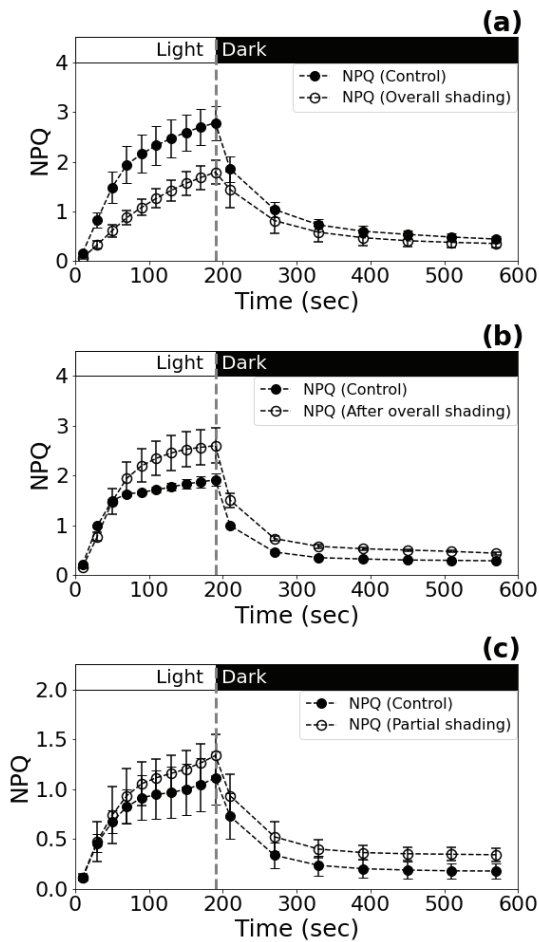 (a)
Light Dark
4
NPQ (Control)
NPQ (Overall shading)
3
2
1
0
NPQ
0 100 200 300 400 500 600
Time (sec)
(b)
Light Dark
4
NPQ (Control)
NPQ (After overall shading)
3
2
1
0
NPQ
0 100 200 300 400 500 600
Time (sec)
(c)
Light Dark
2.0
NPQ (Control)
NPQ (Partial shading)
1.5
1.0
0.5
0.0
NPQ
0 100 200 300 400 500 600
Time (sec)